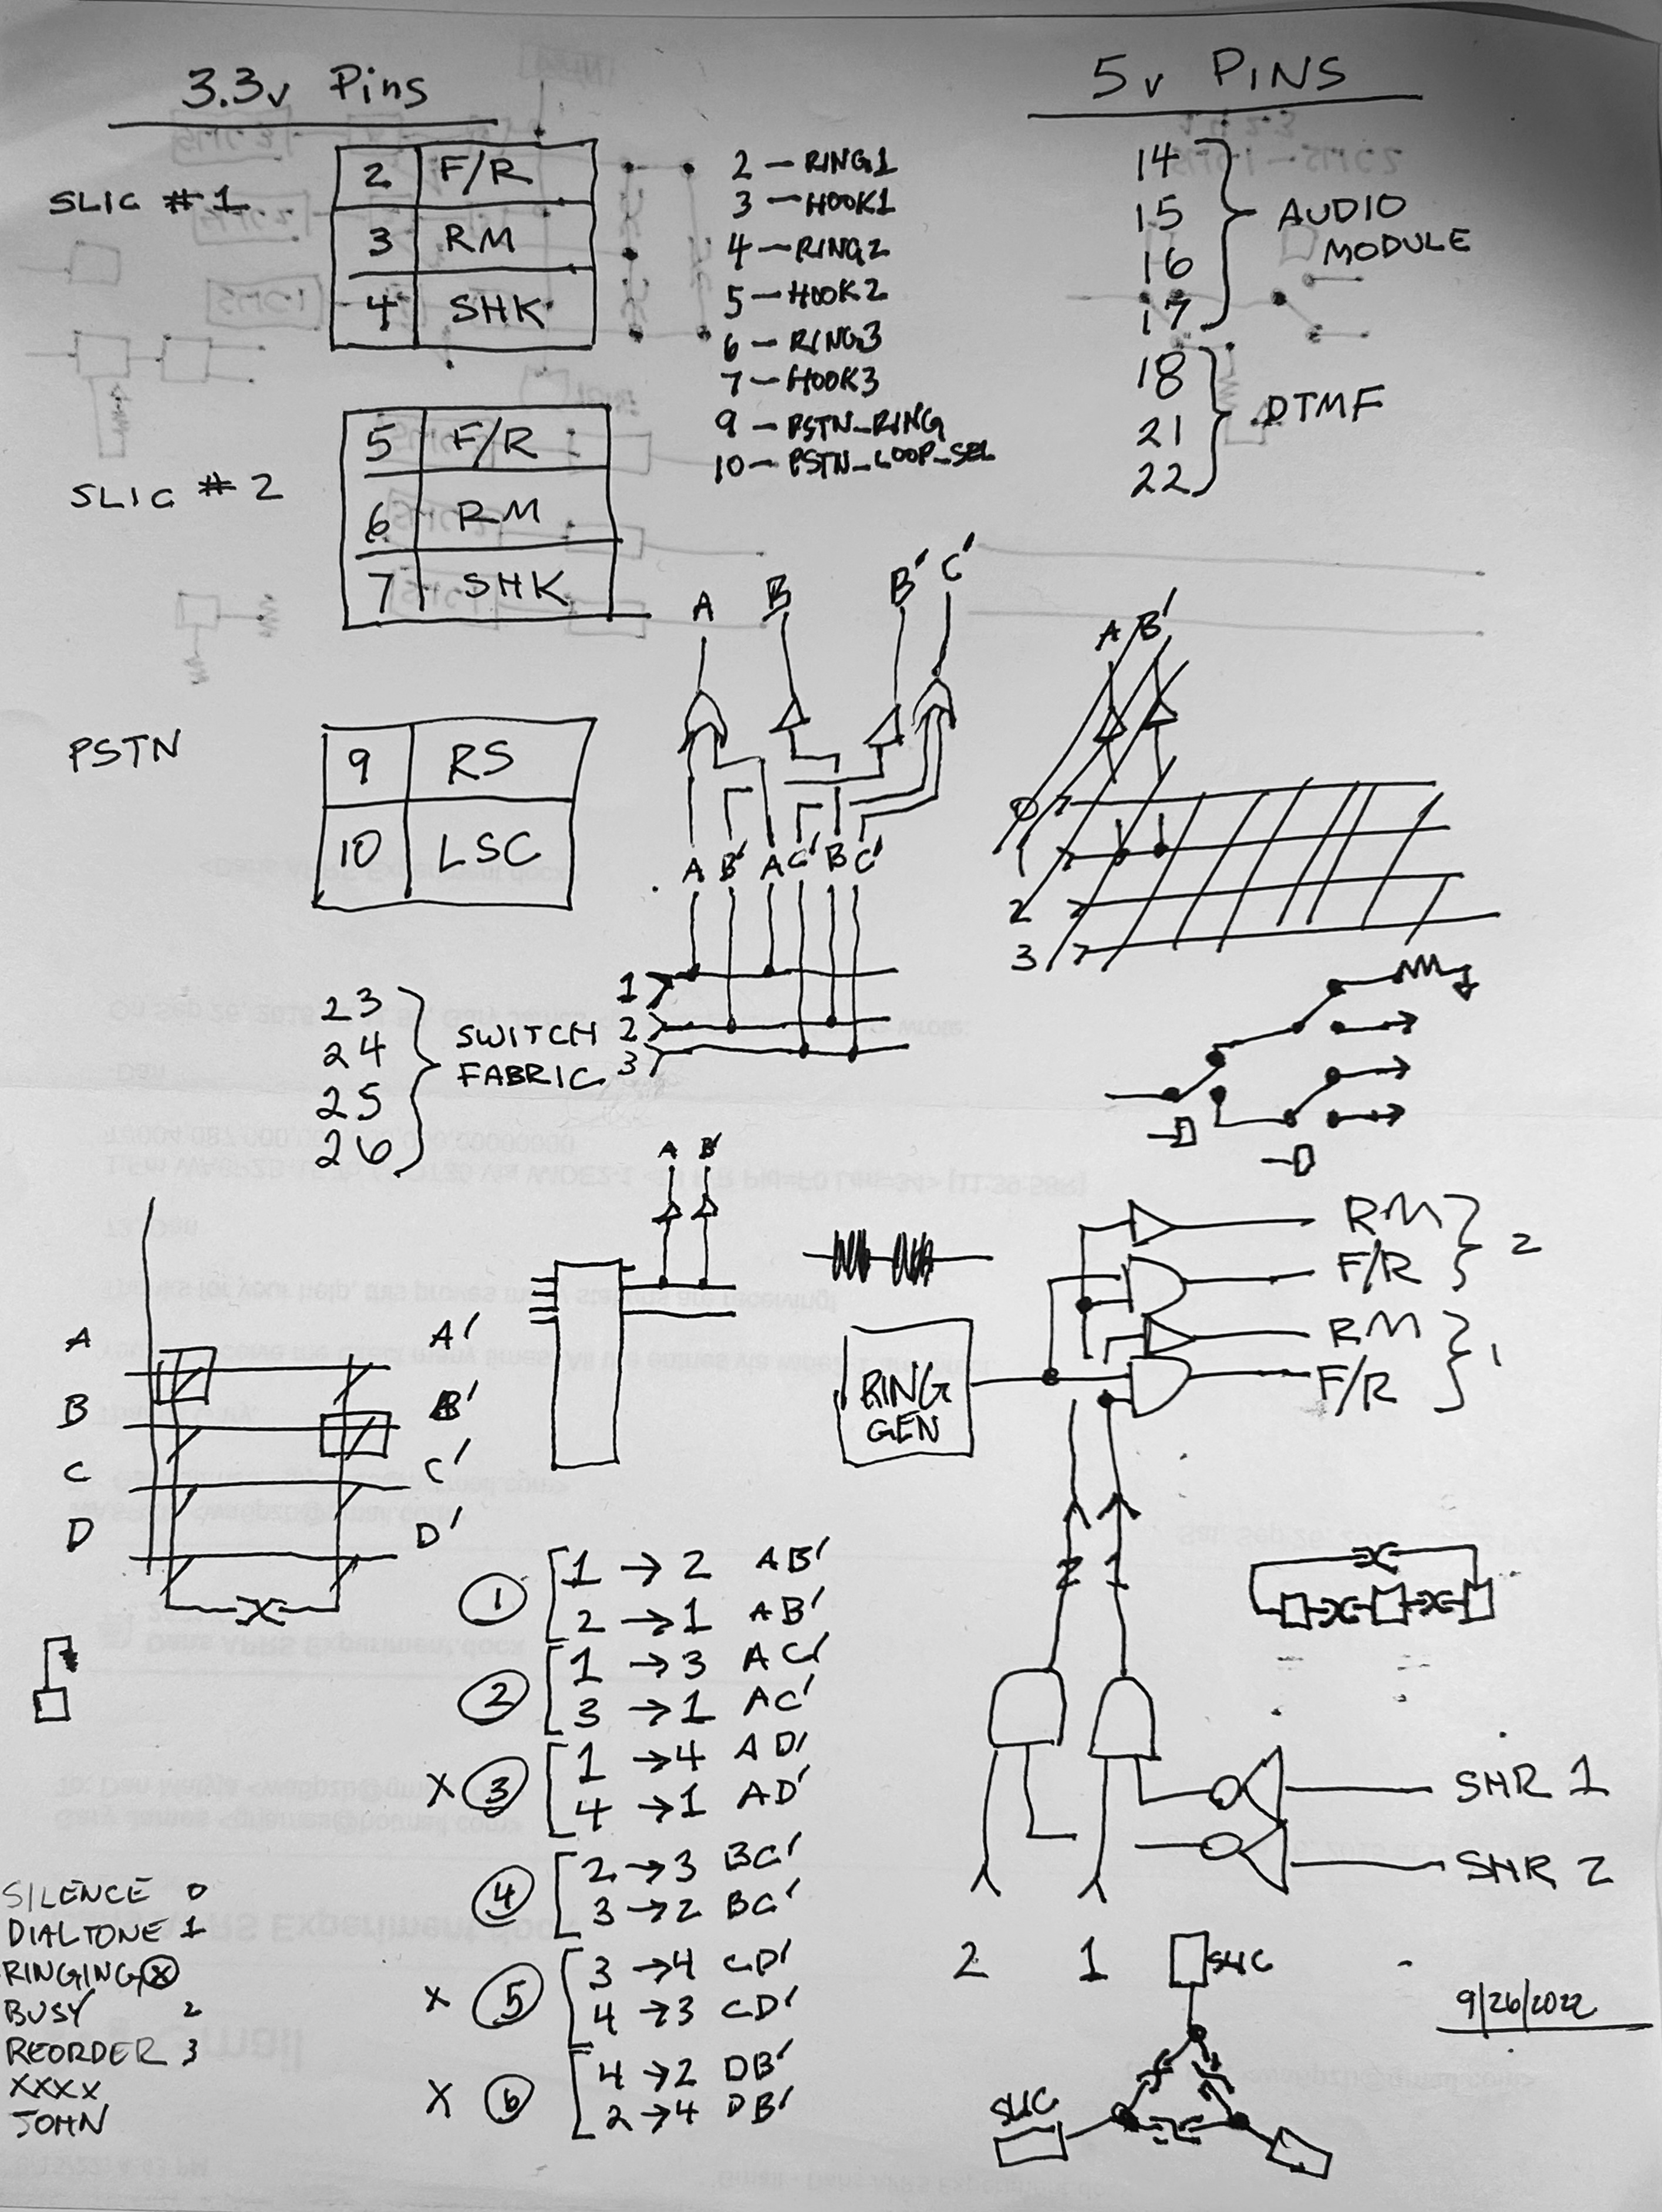 3.3v Pins
SLIC #1
2 F/R
3 RM
4 SHK
SLIC #2
5 F/R
6 RM
7 SHK
PSTN
9 RS
10 LSC
2 — RING1
3 — HOOK1
4 — RING2
5 — HOOK2
6 — RING3
7 — HOOK3
9 — PSTN_RING
10 — PSTN_LOOP_SEL
5v PINS
14
15
16
17
AUDIO
MODULE
18
21
22
DTMF
A B B' C'
A B' A C' B C'
1
2
3
A B'
0
1
2
3
23
24
25
26
SWITCH
FABRIC
A B'
A A'
B B'
C C'
D D'
RING
GEN
RM
F/R
2
RM
F/R
1
2 1
SHR 1
SHR 2
2 1
① 1 → 2 AB'
2 → 1 AB'
② 1 → 3 AC'
3 → 1 AC'
X ③ 1 → 4 AD'
4 → 1 AD'
④ 2 → 3 BC'
3 → 2 BC'
X ⑤ 3 → 4 CD'
4 → 3 CD'
X ⑥ 4 → 2 DB'
2 → 4 DB'
SILENCE 0
DIALTONE 1
RINGING ⓧ
BUSY 2
REORDER 3
XXXX
JOHN
SLIC
SLIC
9/26/2022